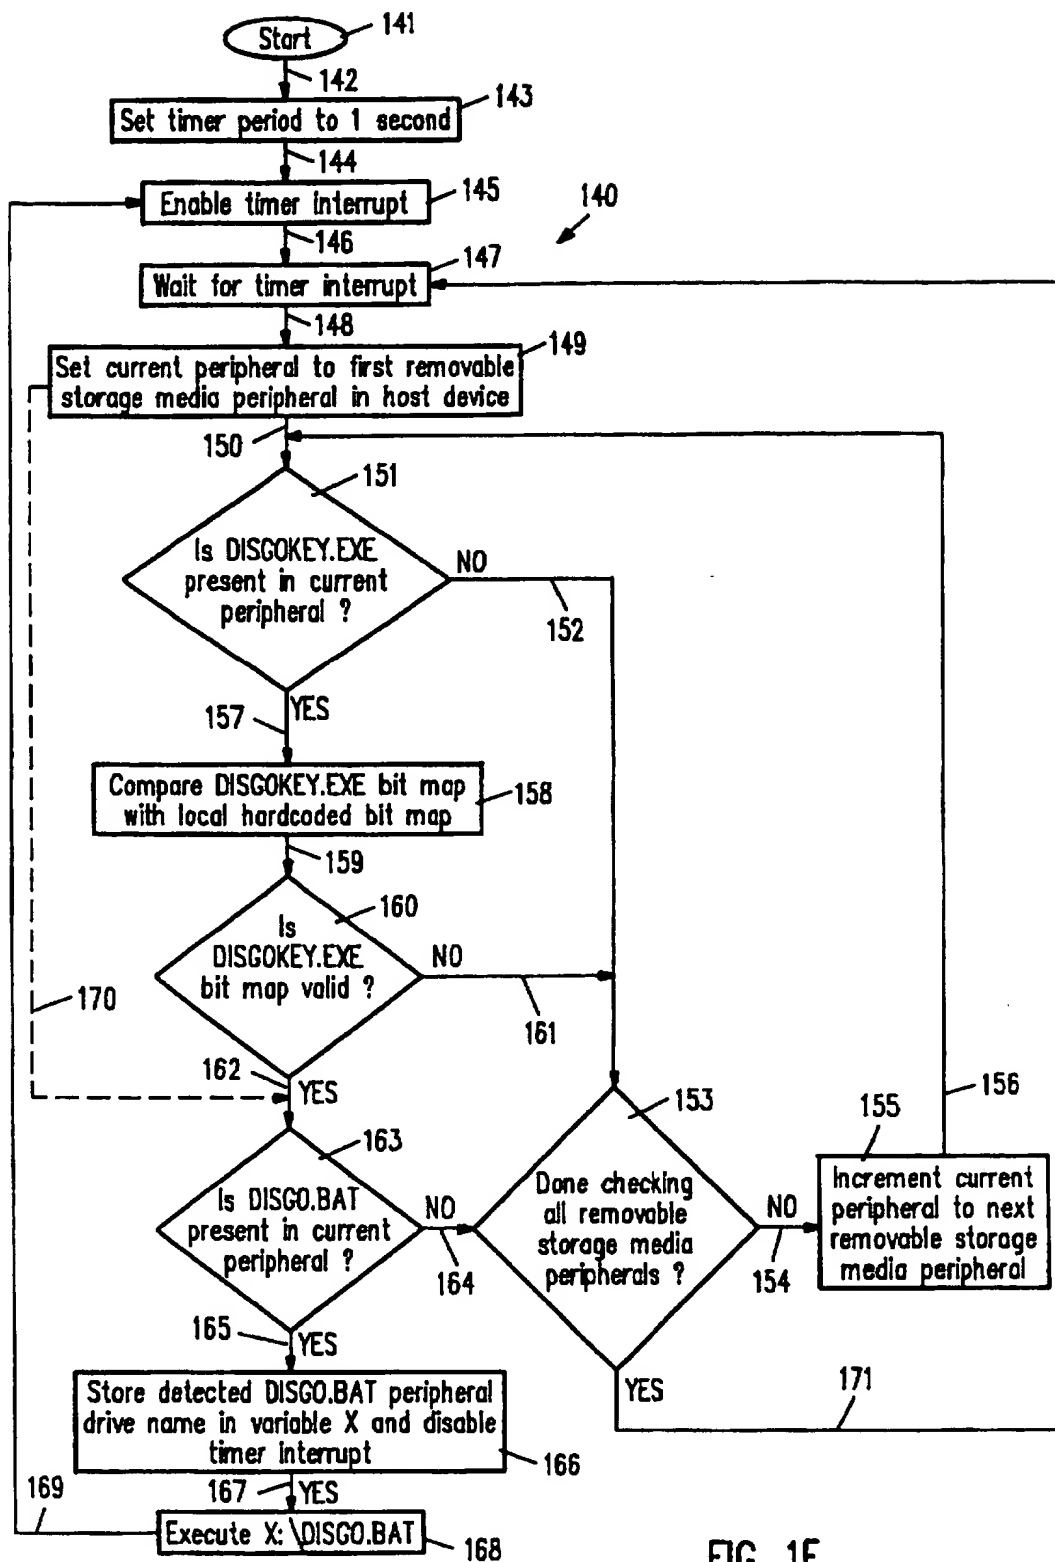 Start
141
142
143
Set timer period to 1 second
144
145
Enable timer interrupt
140
146
147
Wait for timer interrupt
148
149
Set current peripheral to first removable
storage media peripheral in host device
150
151
Is DISGOKEY.EXE
present in current
peripheral ?
NO
152
YES
157
Compare DISGOKEY.EXE bit map
with local hardcoded bit map
158
159
160
Is
DISGOKEY.EXE
bit map valid ?
NO
161
170
162
YES
153
156
155
163
Is DISGO.BAT
present in current
peripheral ?
NO
164
Done checking
all removable
storage media
peripherals ?
NO
154
Increment current
peripheral to next
removable storage
media peripheral
165
YES
YES
171
Store detected DISGO.BAT peripheral
drive name in variable X and disable
timer interrupt
166
169
167
YES
Execute X: \DISGO.BAT
168
FIG. 1F